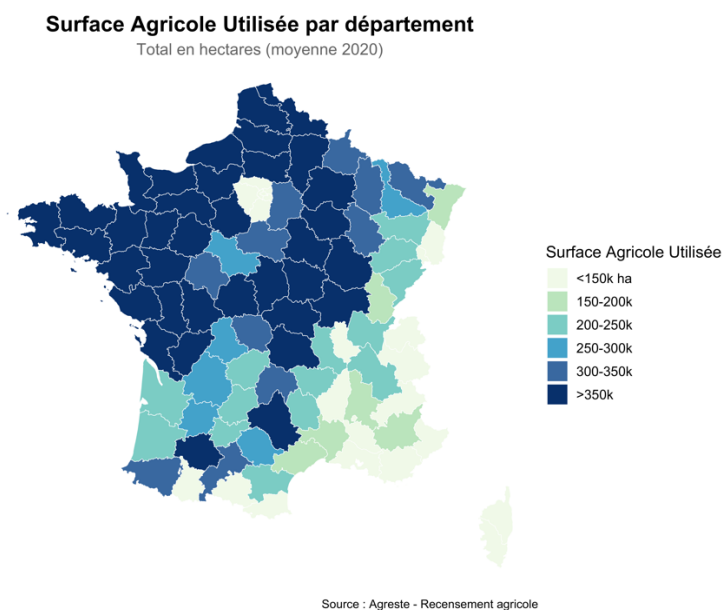 Surface Agricole Utilisée par département
Total en hectares (moyenne 2020)
Surface Agricole Utilisée
<150k ha
150-200k
200-250k
250-300k
300-350k
>350k
Source : Agreste - Recensement agricole